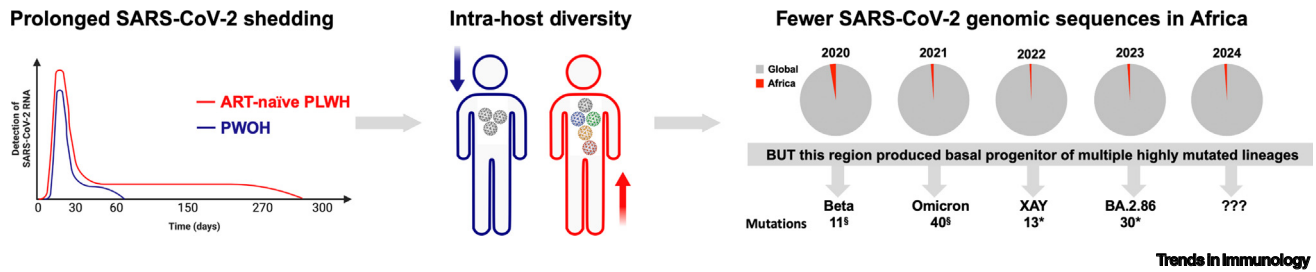 Prolonged SARS-CoV-2 shedding
Detection of
SARS-CoV-2 RNA
ART-naïve PLWH
PWOH
0 30 60 150 270 300
Time (days)
Intra-host diversity
Fewer SARS-CoV-2 genomic sequences in Africa
2020 2021 2022 2023 2024
Global
Africa
BUT this region produced basal progenitor of multiple highly mutated lineages
Beta Omicron XAY BA.2.86 ???
Mutations 11§ 40§ 13* 30*
Trends in Immunology